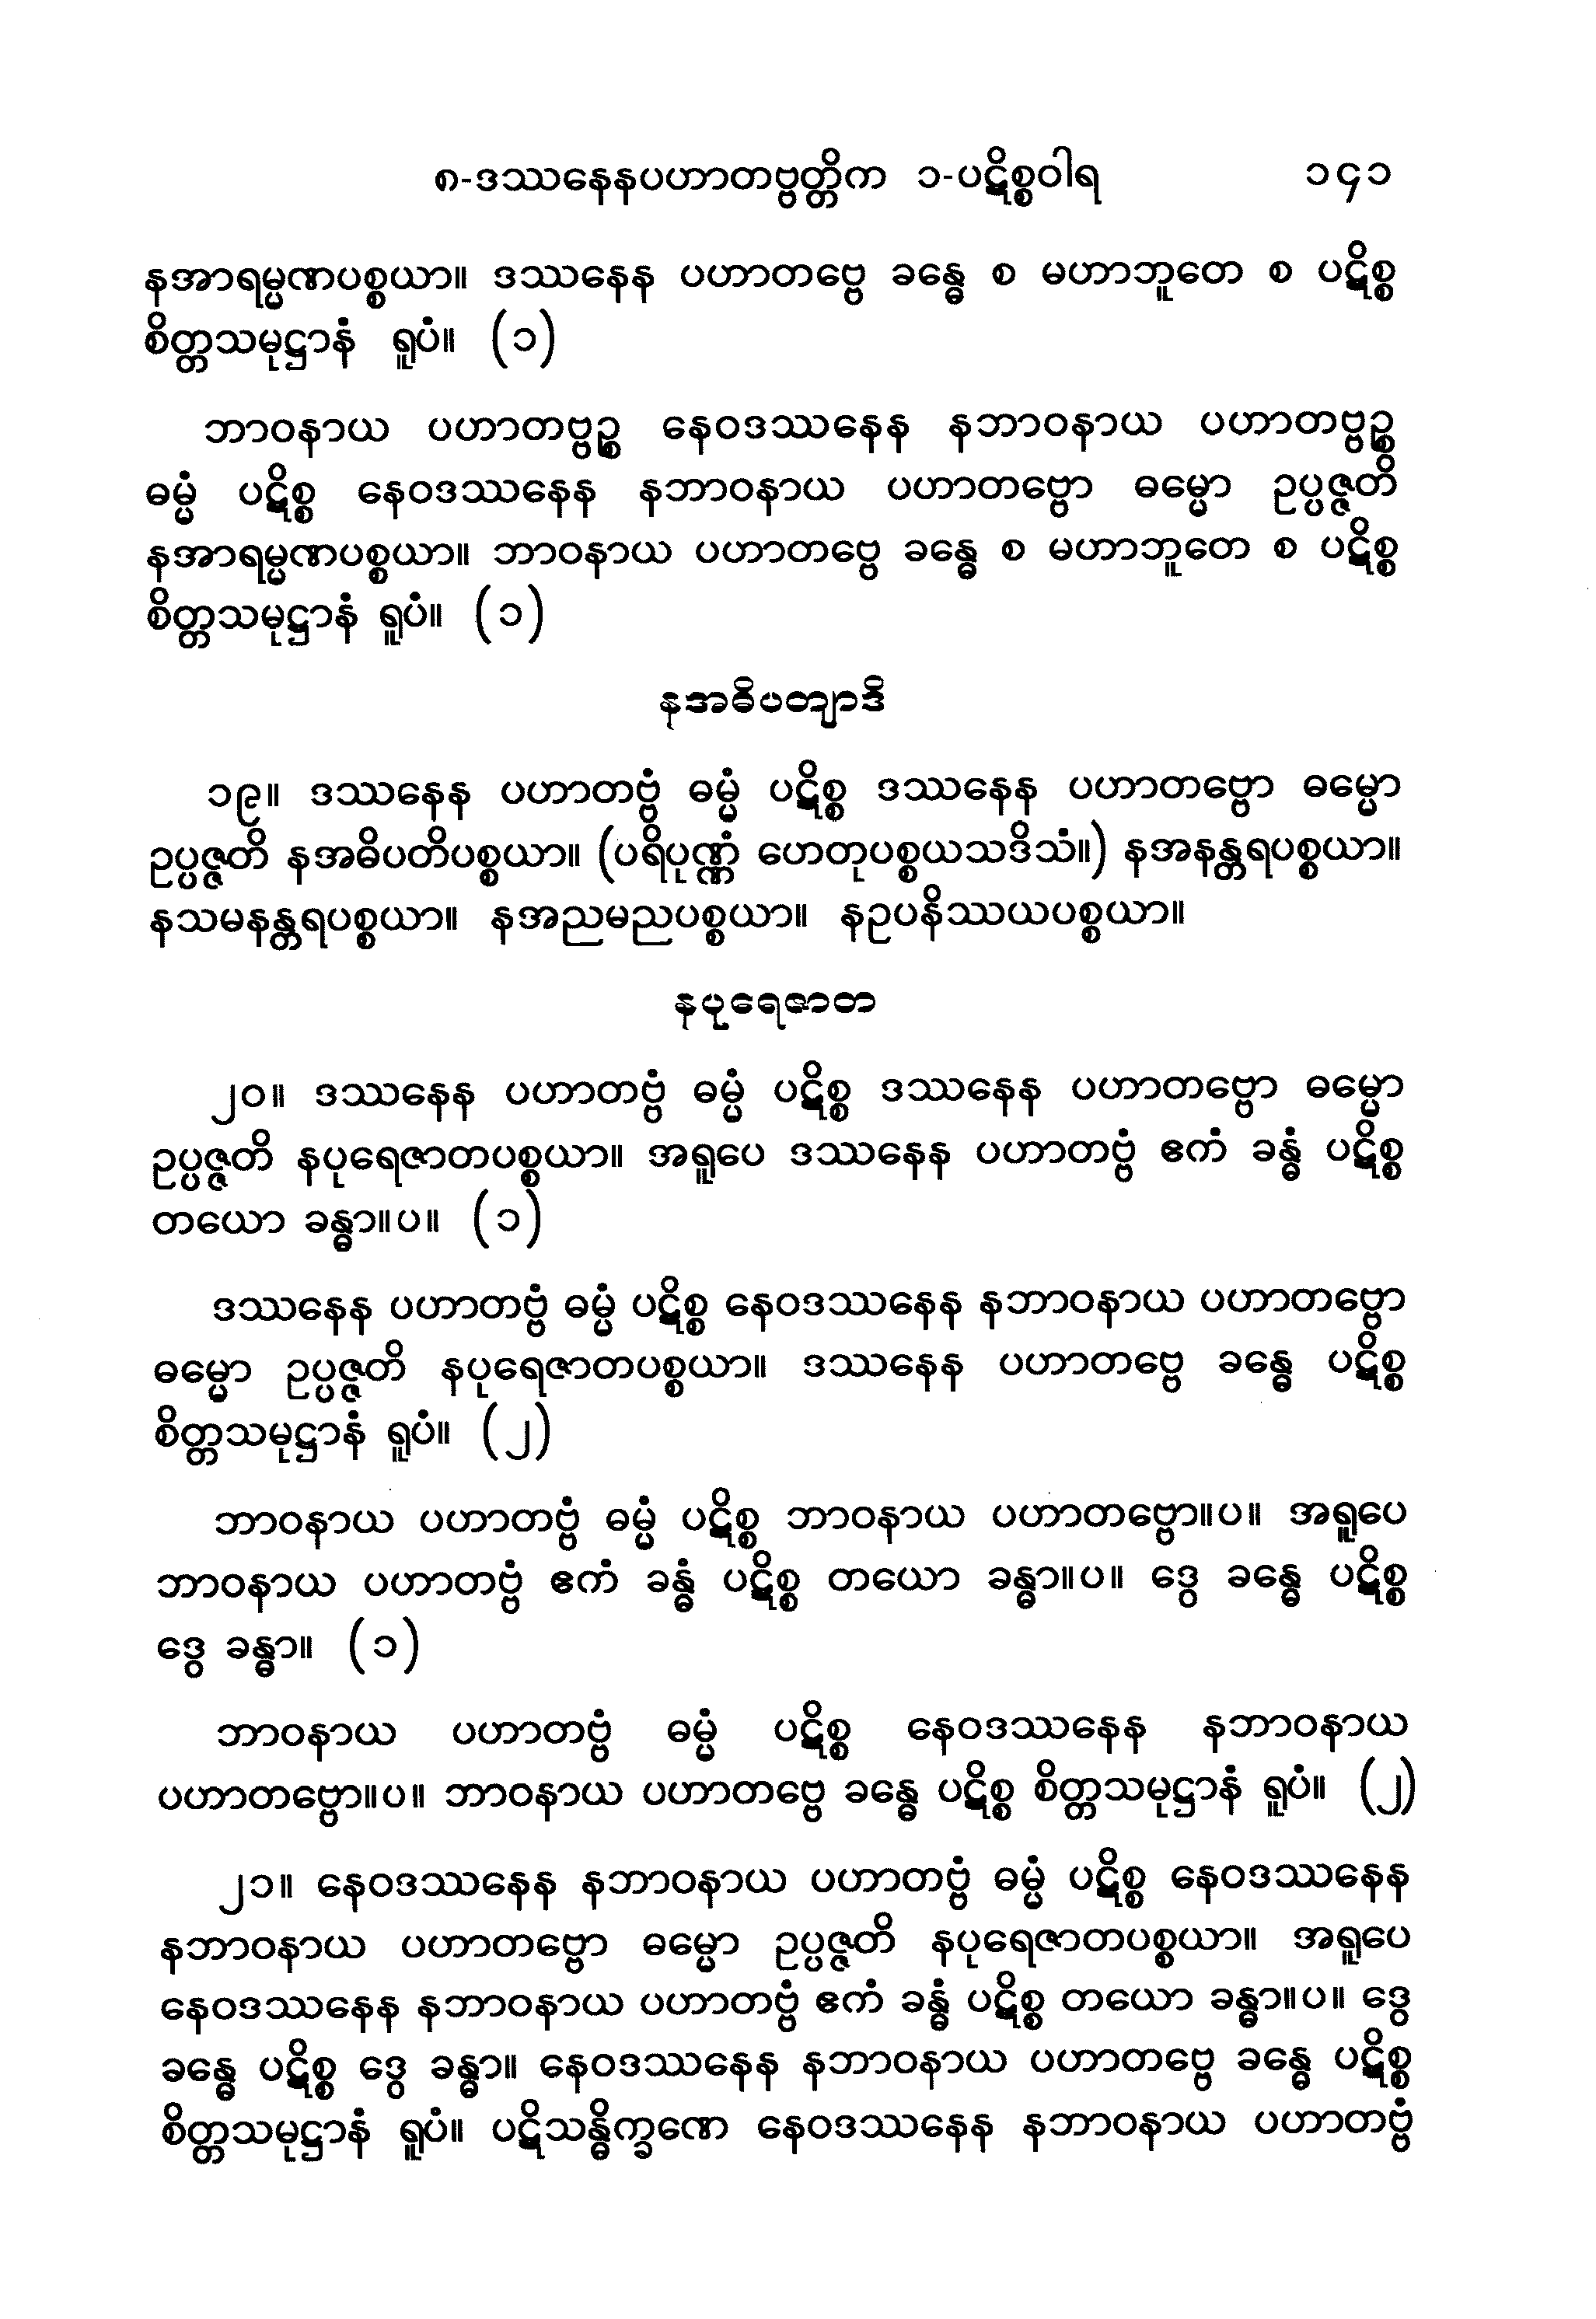 ၈-ဒဿနေနပဟာတဗ္ဗတ္တိက ၁-ပဋိစ္စဝါရ ၁၄၁
နအာရမ္မဏပစ္စယာ။ ဒဿနေန ပဟာတဗ္ဗေ ခန္ဓေ စ မဟာဘူတေ စ ပဋိစ္စ
စိတ္တသမုဋ္ဌာနံ ရူပံ။ (၁)
ဘာဝနာယ ပဟာတဗ္ဗဉ္စ နေဝဒဿနေန နဘာဝနာယ ပဟာတဗ္ဗဉ္စ
ဓမ္မံ ပဋိစ္စ နေဝဒဿနေန နဘာဝနာယ ပဟာတဗ္ဗော ဓမ္မော ဥပ္ပဇ္ဇတိ
နအာရမ္မဏပစ္စယာ။ ဘာဝနာယ ပဟာတဗ္ဗေ ခန္ဓေ စ မဟာဘူတေ စ ပဋိစ္စ
စိတ္တသမုဋ္ဌာနံ ရူပံ။ (၁)
နအဓိပတျာဒိ
၁၉။ ဒဿနေန ပဟာတဗ္ဗံ ဓမ္မံ ပဋိစ္စ ဒဿနေန ပဟာတဗ္ဗော ဓမ္မော
ဥပ္ပဇ္ဇတိ နအဓိပတိပစ္စယာ။ (ပရိပုဏ္ဏံ ဟေတုပစ္စယသဒိသံ။) နအနန္တရပစ္စယာ။
နသမနန္တရပစ္စယာ။ နအညမညပစ္စယာ။ နဥပနိဿယပစ္စယာ။
နပုရေဇာတ
၂၀။ ဒဿနေန ပဟာတဗ္ဗံ ဓမ္မံ ပဋိစ္စ ဒဿနေန ပဟာတဗ္ဗော ဓမ္မော
ဥပ္ပဇ္ဇတိ နပုရေဇာတပစ္စယာ။ အရူပေ ဒဿနေန ပဟာတဗ္ဗံ ဧကံ ခန္ဓံ ပဋိစ္စ
တယော ခန္ဓာ။ပ။ (၁)
ဒဿနေန ပဟာတဗ္ဗံ ဓမ္မံ ပဋိစ္စ နေဝဒဿနေန နဘာဝနာယ ပဟာတဗ္ဗော
ဓမ္မော ဥပ္ပဇ္ဇတိ နပုရေဇာတပစ္စယာ။ ဒဿနေန ပဟာတဗ္ဗေ ခန္ဓေ ပဋိစ္စ
စိတ္တသမုဋ္ဌာနံ ရူပံ။ (၂)
ဘာဝနာယ ပဟာတဗ္ဗံ ဓမ္မံ ပဋိစ္စ ဘာဝနာယ ပဟာတဗ္ဗော။ပ။ အရူပေ
ဘာဝနာယ ပဟာတဗ္ဗံ ဧကံ ခန္ဓံ ပဋိစ္စ တယော ခန္ဓာ။ပ။ ဒွေ ခန္ဓေ ပဋိစ္စ
ဒွေ ခန္ဓာ။ (၁)
ဘာဝနာယ ပဟာတဗ္ဗံ ဓမ္မံ ပဋိစ္စ နေဝဒဿနေန နဘာဝနာယ
ပဟာတဗ္ဗော။ပ။ ဘာဝနာယ ပဟာတဗ္ဗေ ခန္ဓေ ပဋိစ္စ စိတ္တသမုဋ္ဌာနံ ရူပံ။ (၂)
၂၁။ နေဝဒဿနေန နဘာဝနာယ ပဟာတဗ္ဗံ ဓမ္မံ ပဋိစ္စ နေဝဒဿနေန
နဘာဝနာယ ပဟာတဗ္ဗော ဓမ္မော ဥပ္ပဇ္ဇတိ နပုရေဇာတပစ္စယာ။ အရူပေ
နေဝဒဿနေန နဘာဝနာယ ပဟာတဗ္ဗံ ဧကံ ခန္ဓံ ပဋိစ္စ တယော ခန္ဓာ။ပ။ ဒွေ
ခန္ဓေ ပဋိစ္စ ဒွေ ခန္ဓာ။ နေဝဒဿနေန နဘာဝနာယ ပဟာတဗ္ဗေ ခန္ဓေ ပဋိစ္စ
စိတ္တသမုဋ္ဌာနံ ရူပံ။ ပဋိသန္ဓိက္ခဏေ နေဝဒဿနေန နဘာဝနာယ ပဟာတဗ္ဗံ